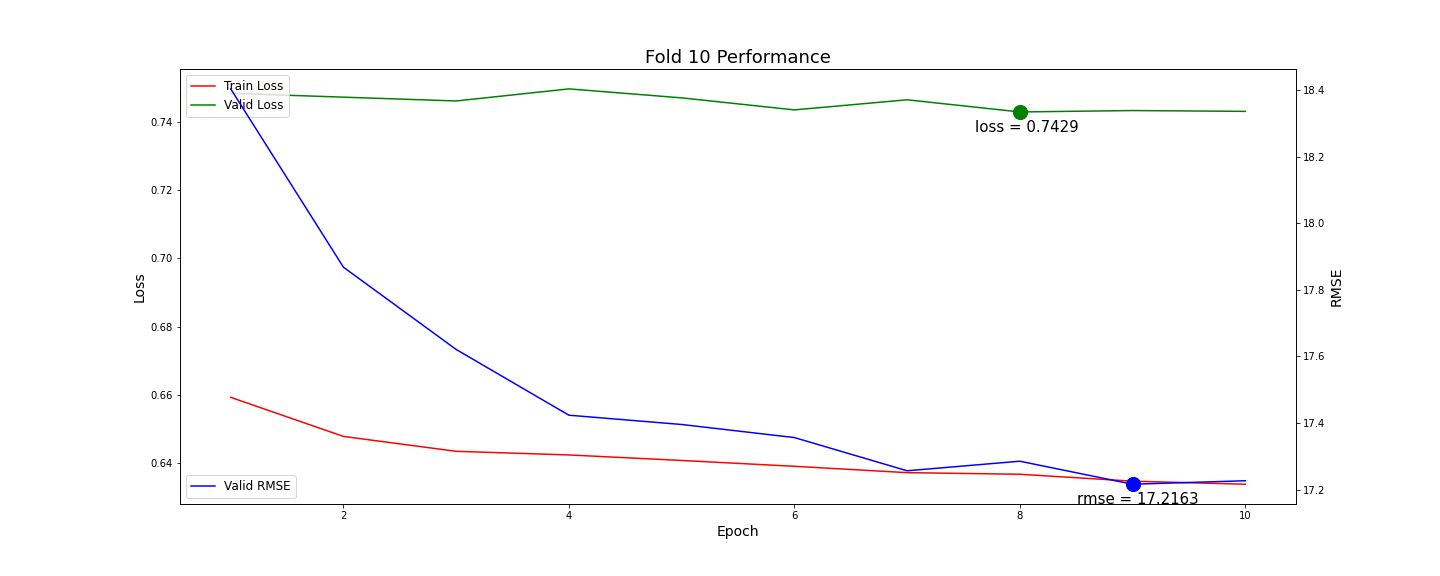 Fold 10 Performance
Train Loss
Valid Loss
Valid RMSE
loss = 0.7429
rmse = 17.2163
Loss
0.74
0.72
0.70
0.68
0.66
0.64
RMSE
18.4
18.2
18.0
17.8
17.6
17.4
17.2
2 4 6 8 10
Epoch